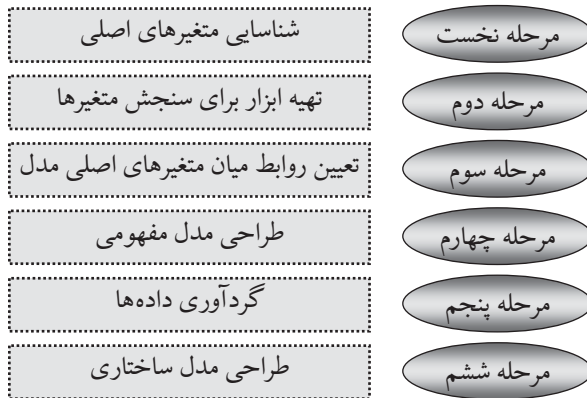 مرحله نخست
شناسایی متغیرهای اصلی
مرحله دوم
تهیه ابزار برای سنجش متغیرها
مرحله سوم
تعیین روابط میان متغیرهای اصلی مدل
مرحله چهارم
طراحی مدل مفهومی
مرحله پنجم
گردآوری داده‌ها
مرحله ششم
طراحی مدل ساختاری